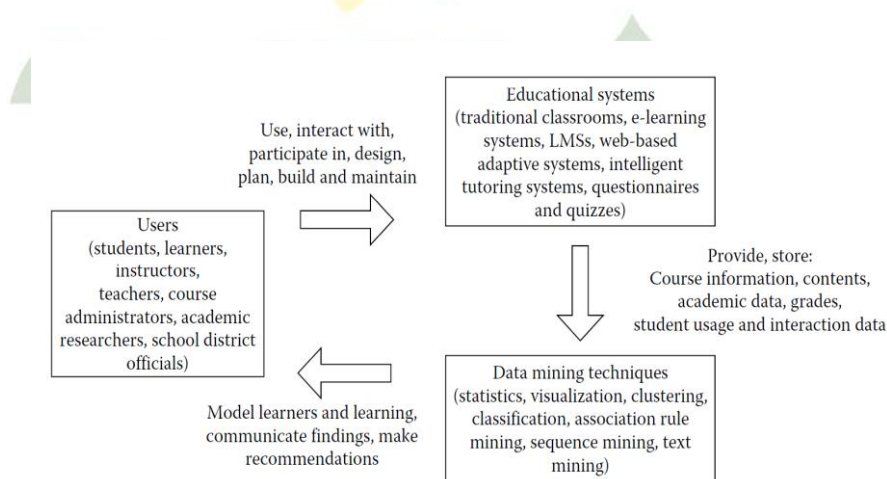 Use, interact with,
participate in, design,
plan, build and maintain
Educational systems
(traditional classrooms, e-learning
systems, LMSs, web-based
adaptive systems, intelligent
tutoring systems, questionnaires
and quizzes)
Users
(students, learners,
instructors,
teachers, course
administrators, academic
researchers, school district
officials)
Provide, store:
Course information, contents,
academic data, grades,
student usage and interaction data
Model learners and learning,
communicate findings, make
recommendations
Data mining techniques
(statistics, visualization, clustering,
classification, association rule
mining, sequence mining, text
mining)